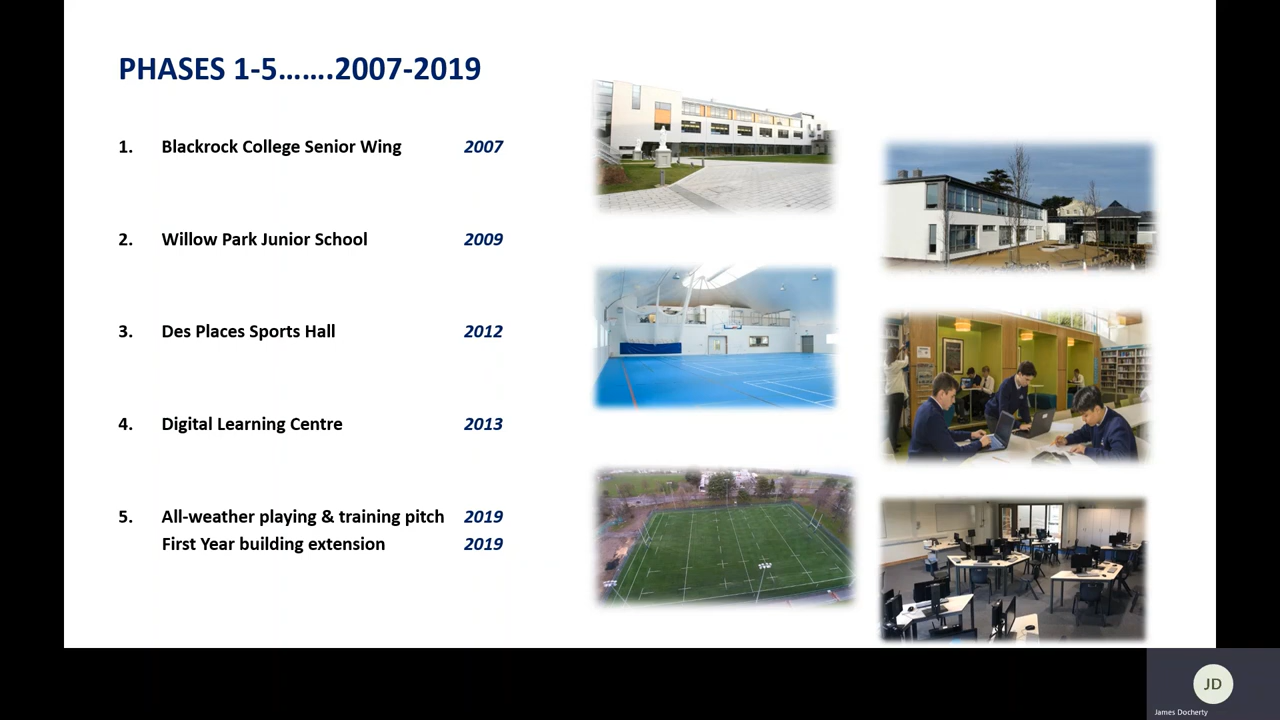 PHASES 1-5…….2007-2019
1. Blackrock College Senior Wing 2007
2. Willow Park Junior School 2009
3. Des Places Sports Hall 2012
4. Digital Learning Centre 2013
5. All-weather playing & training pitch 2019
First Year building extension 2019
JD
James Docherty